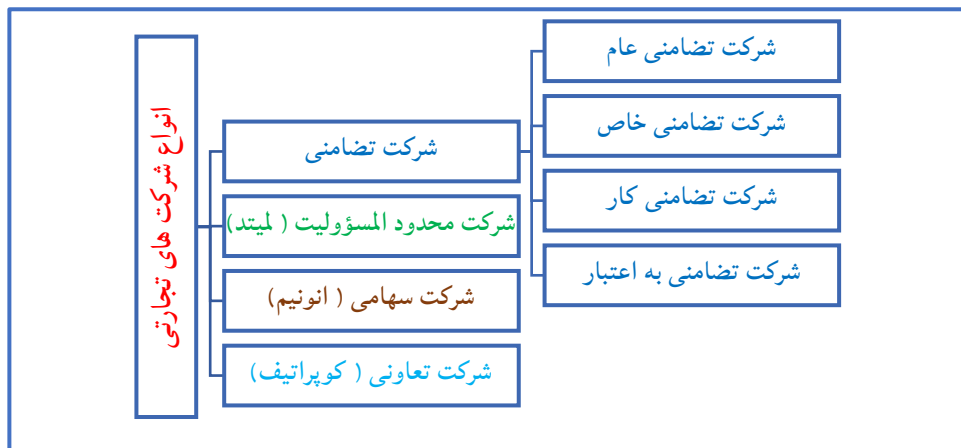 انواع شرکت های تجارتی
شرکت تضامنی
شرکت محدود المسؤولیت ( لمیتد)
شرکت سهامی ( انونیم)
شرکت تعاونی ( کوپراتیف)
شرکت تضامنی عام
شرکت تضامنی خاص
شرکت تضامنی کار
شرکت تضامنی به اعتبار